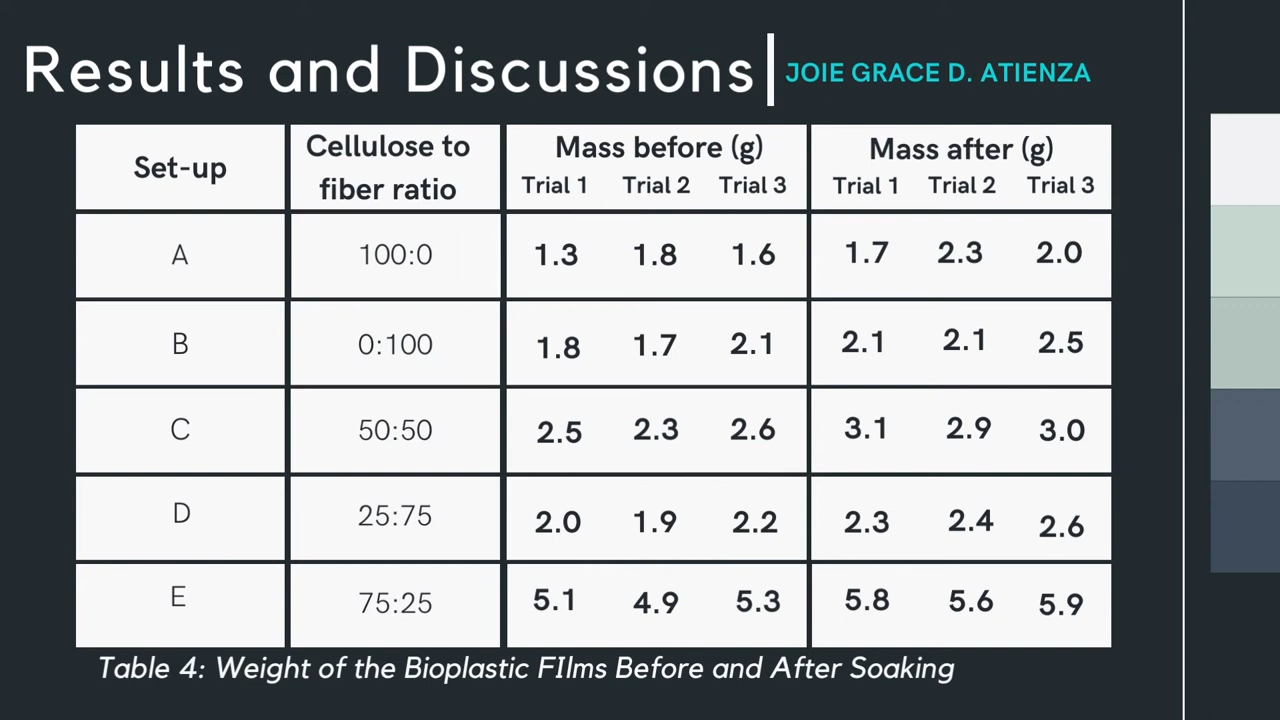 Results and Discussions
JOIE GRACE D. ATIENZA
Set-up Cellulose to fiber ratio Mass before (g) Mass after (g)
Trial 1 Trial 2 Trial 3 Trial 1 Trial 2 Trial 3
A 100:0 1.3 1.8 1.6 1.7 2.3 2.0
B 0:100 1.8 1.7 2.1 2.1 2.1 2.5
C 50:50 2.5 2.3 2.6 3.1 2.9 3.0
D 25:75 2.0 1.9 2.2 2.3 2.4 2.6
E 75:25 5.1 4.9 5.3 5.8 5.6 5.9
Table 4: Weight of the Bioplastic FIlms Before and After Soaking